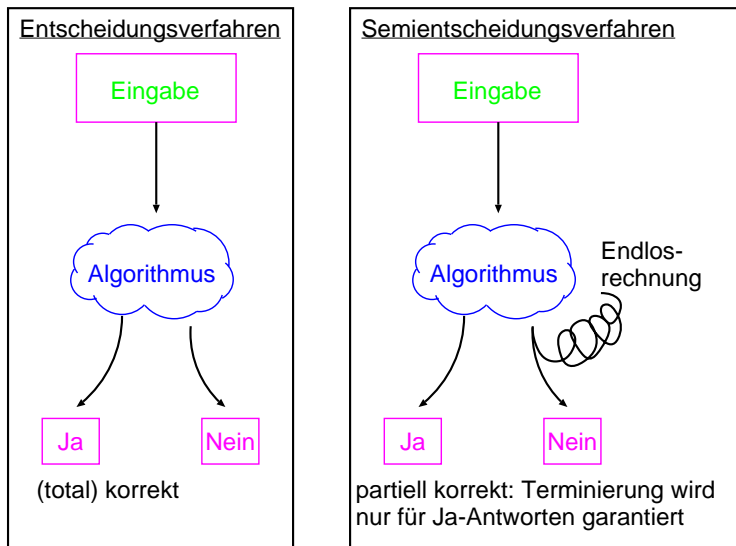 Entscheidungsverfahren
Eingabe
Algorithmus
Ja
Nein
(total) korrekt
Semientscheidungsverfahren
Eingabe
Algorithmus
Endlos-
rechnung
Ja
Nein
partiell korrekt: Terminierung wird
nur für Ja-Antworten garantiert